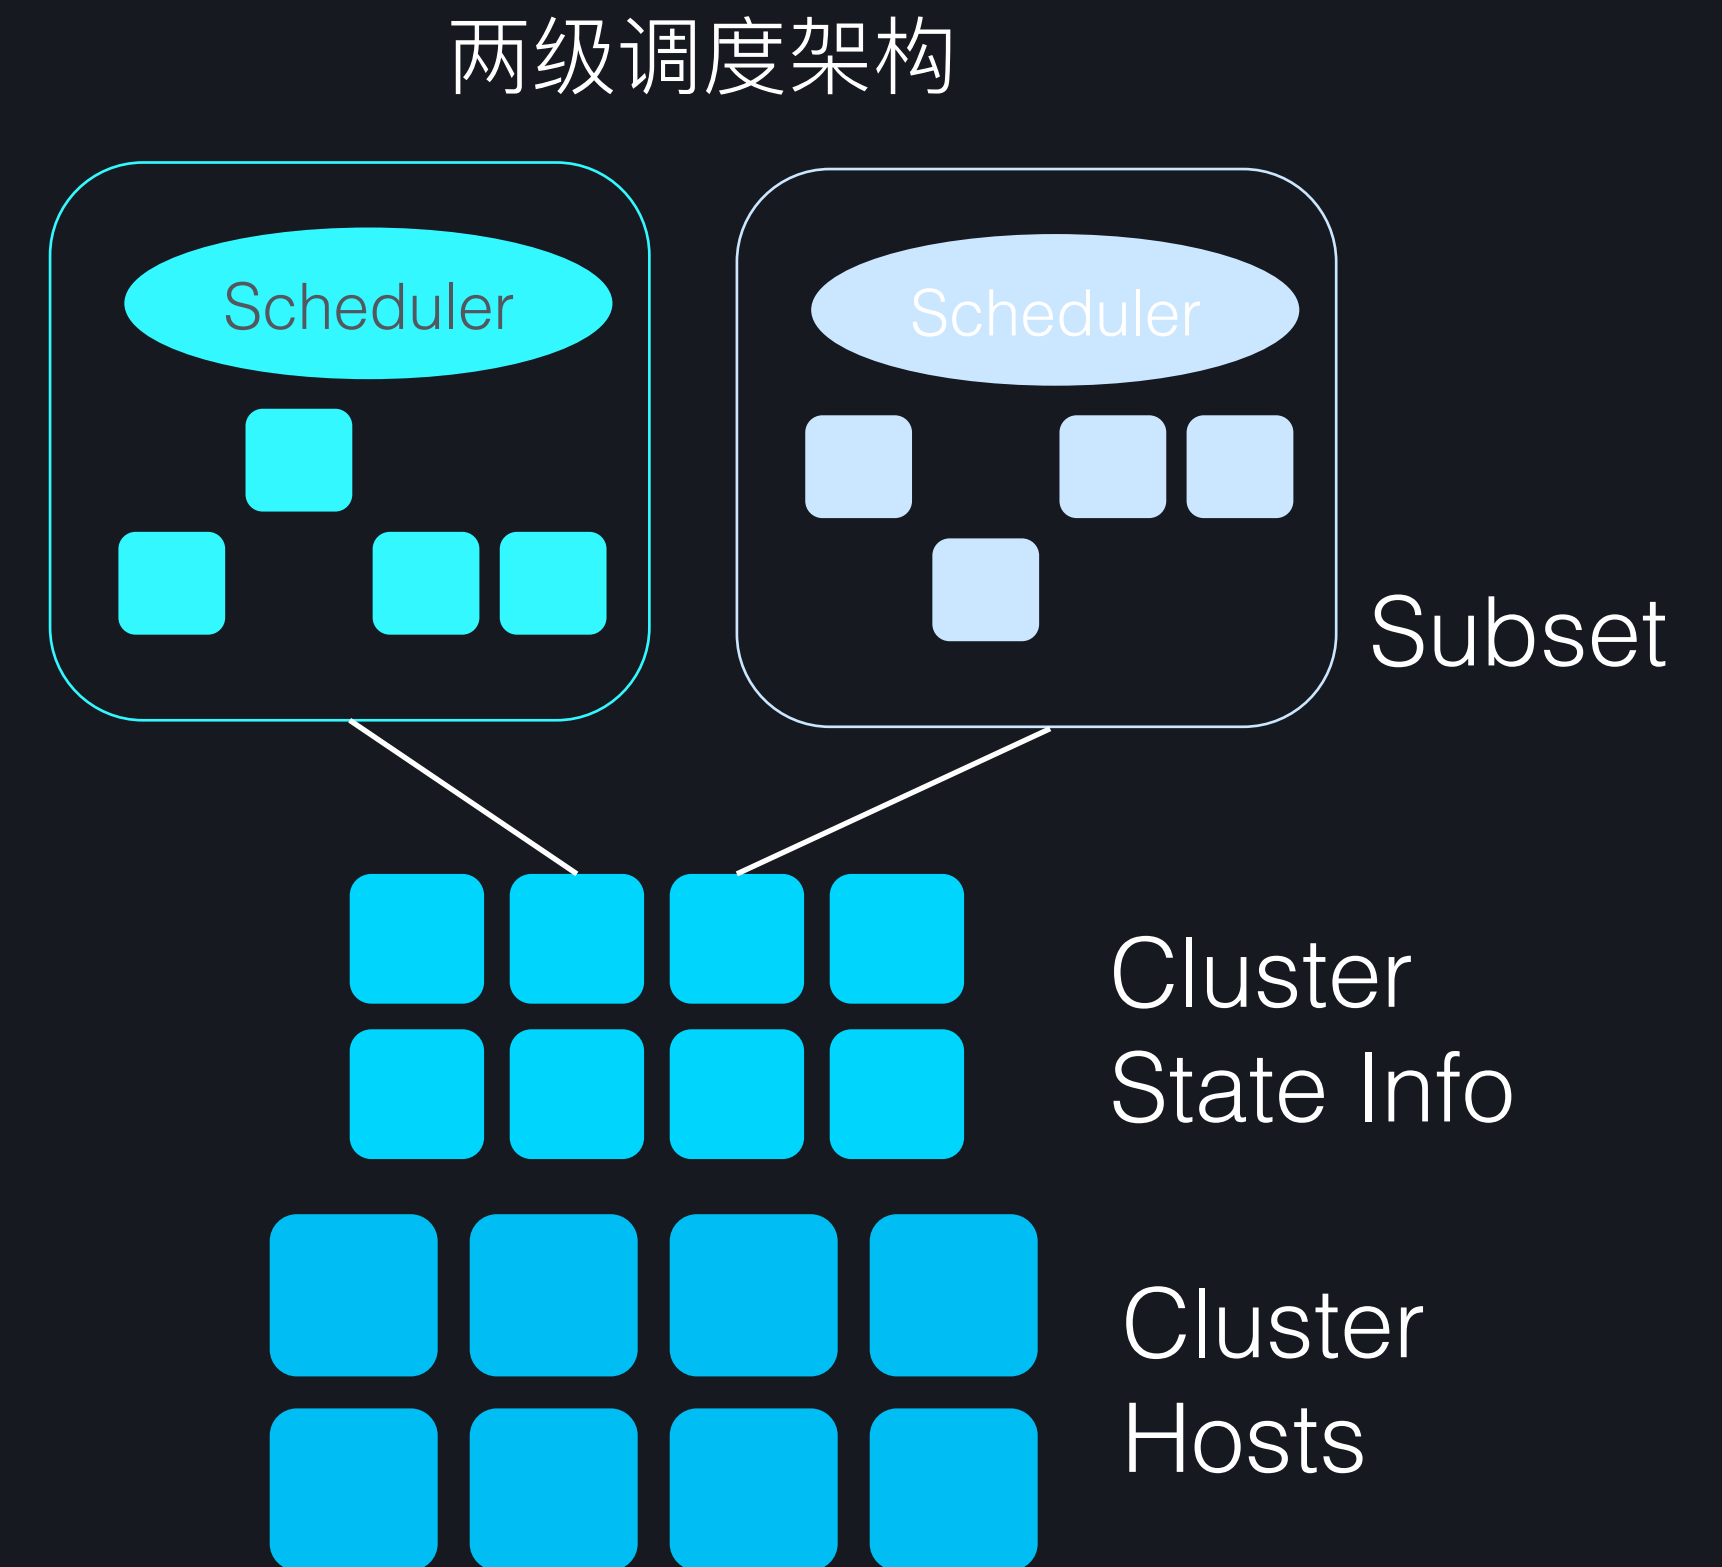 两级调度架构
Scheduler
Scheduler
Subset
Cluster
State Info
Cluster
Hosts